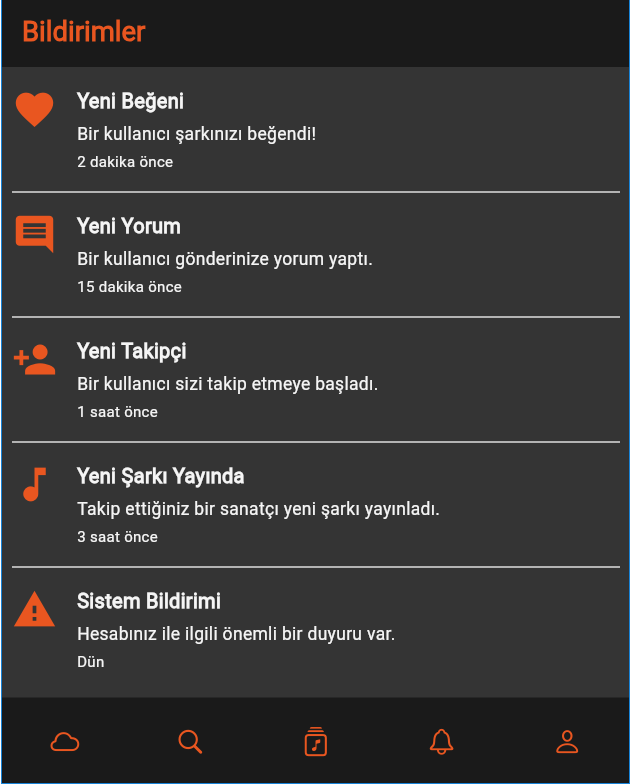 Bildirimler
Yeni Beğeni
Bir kullanıcı şarkınızı beğendi!
2 dakika önce
Yeni Yorum
Bir kullanıcı gönderinize yorum yaptı.
15 dakika önce
Yeni Takipçi
Bir kullanıcı sizi takip etmeye başladı.
1 saat önce
Yeni Şarkı Yayında
Takip ettiğiniz bir sanatçı yeni şarkı yayınladı.
3 saat önce
Sistem Bildirimi
Hesabınız ile ilgili önemli bir duyuru var.
Dün